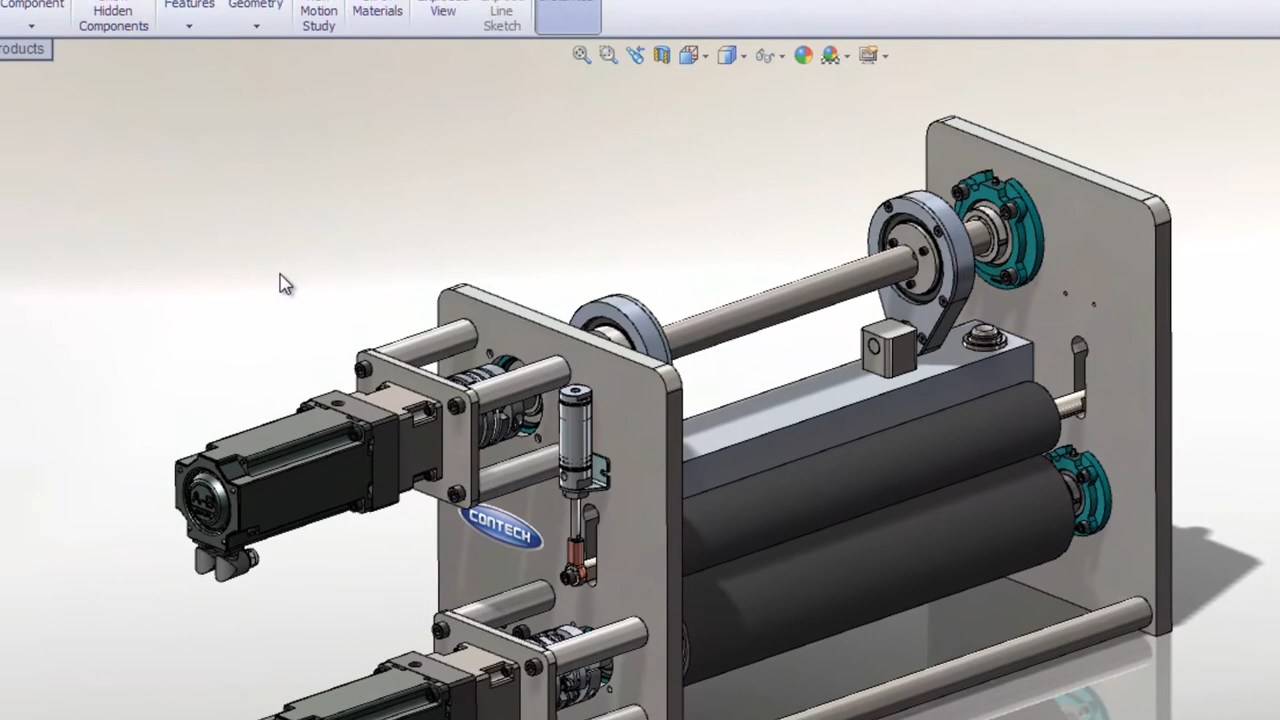 Component
Hidden
Components
Features
Geometry
Motion
Study
Materials
View
Line
Sketch
roducts
CONTECH